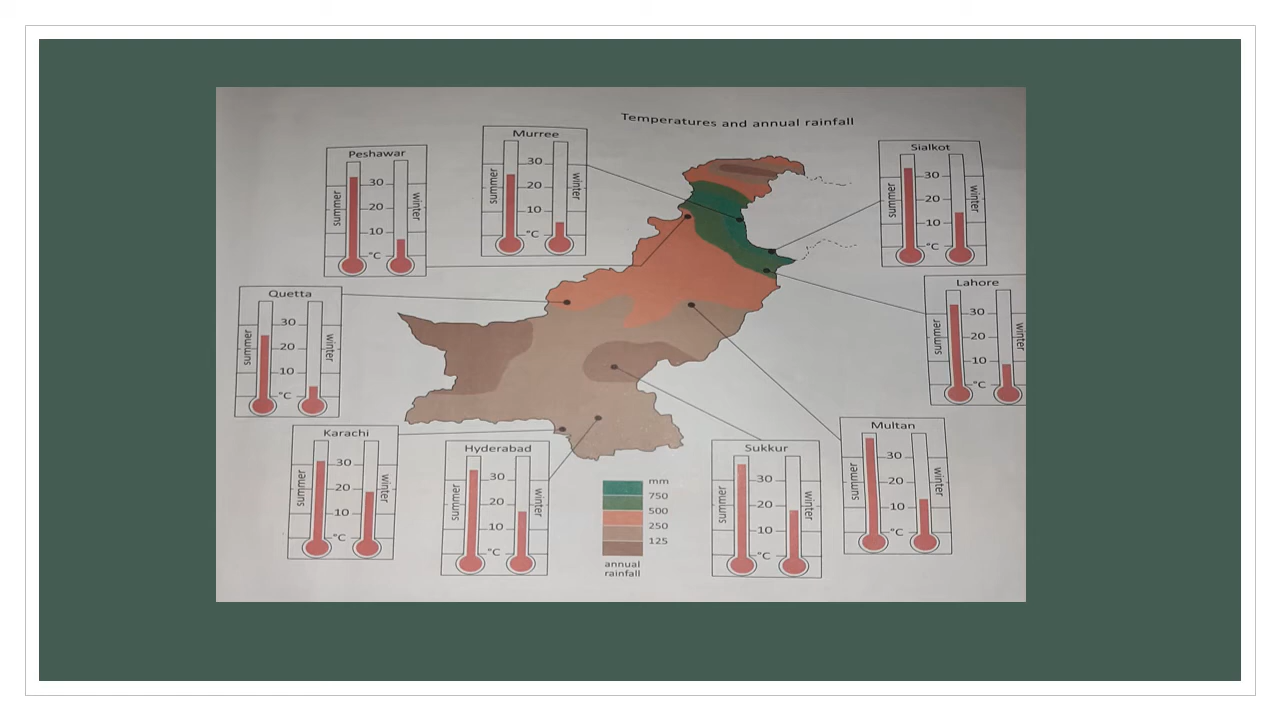 Temperatures and annual rainfall
Peshawar
summer
winter
30
20
10
°C
Murree
summer
winter
30
20
10
°C
Sialkot
summer
winter
30
20
10
°C
Quetta
summer
winter
30
20
10
°C
Lahore
summer
winter
30
20
10
°C
Karachi
summer
winter
30
20
10
°C
Hyderabad
summer
winter
30
20
10
°C
mm
750
500
250
125
annual
rainfall
Sukkur
summer
winter
30
20
10
°C
Multan
summer
winter
30
20
10
°C